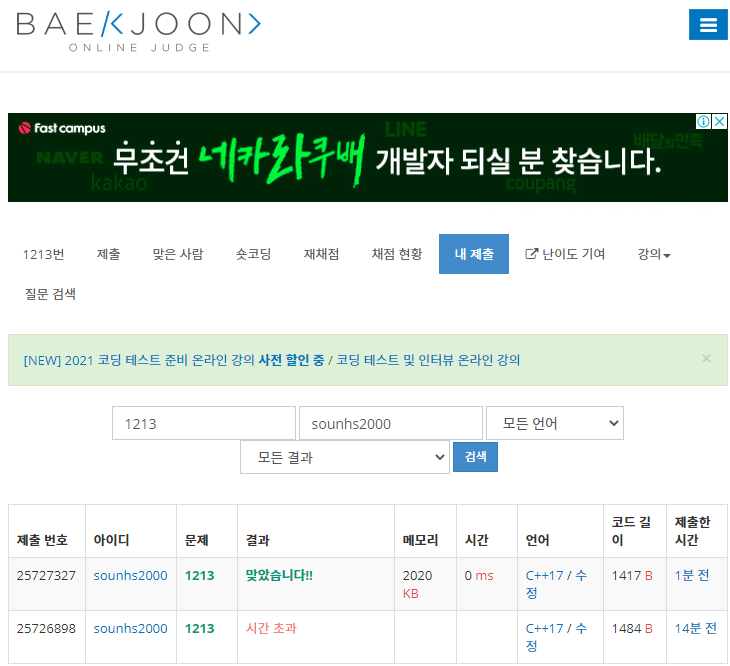 BAEKJOON
ONLINE JUDGE
fast campus
NAVER
kakao
LINE
배달의민족
coupang
무조건 네카라쿠배 개발자 되실 분 찾습니다.
1213번 제출 맞은 사람 숏코딩 재채점 채점 현황 내 제출 난이도 기여 강의
질문 검색
[NEW] 2021 코딩 테스트 준비 온라인 강의 사전 할인 중 / 코딩 테스트 및 인터뷰 온라인 강의 ×
1213 sounhs2000 모든 언어
모든 결과 검색
제출 번호 아이디 문제 결과 메모리 시간 언어 코드 길이 제출한 시간
25727327 sounhs2000 1213 맞았습니다!! 2020 KB 0 ms C++17 / 수정 1417 B 1분 전
25726898 sounhs2000 1213 시간 초과 C++17 / 수정 1484 B 14분 전